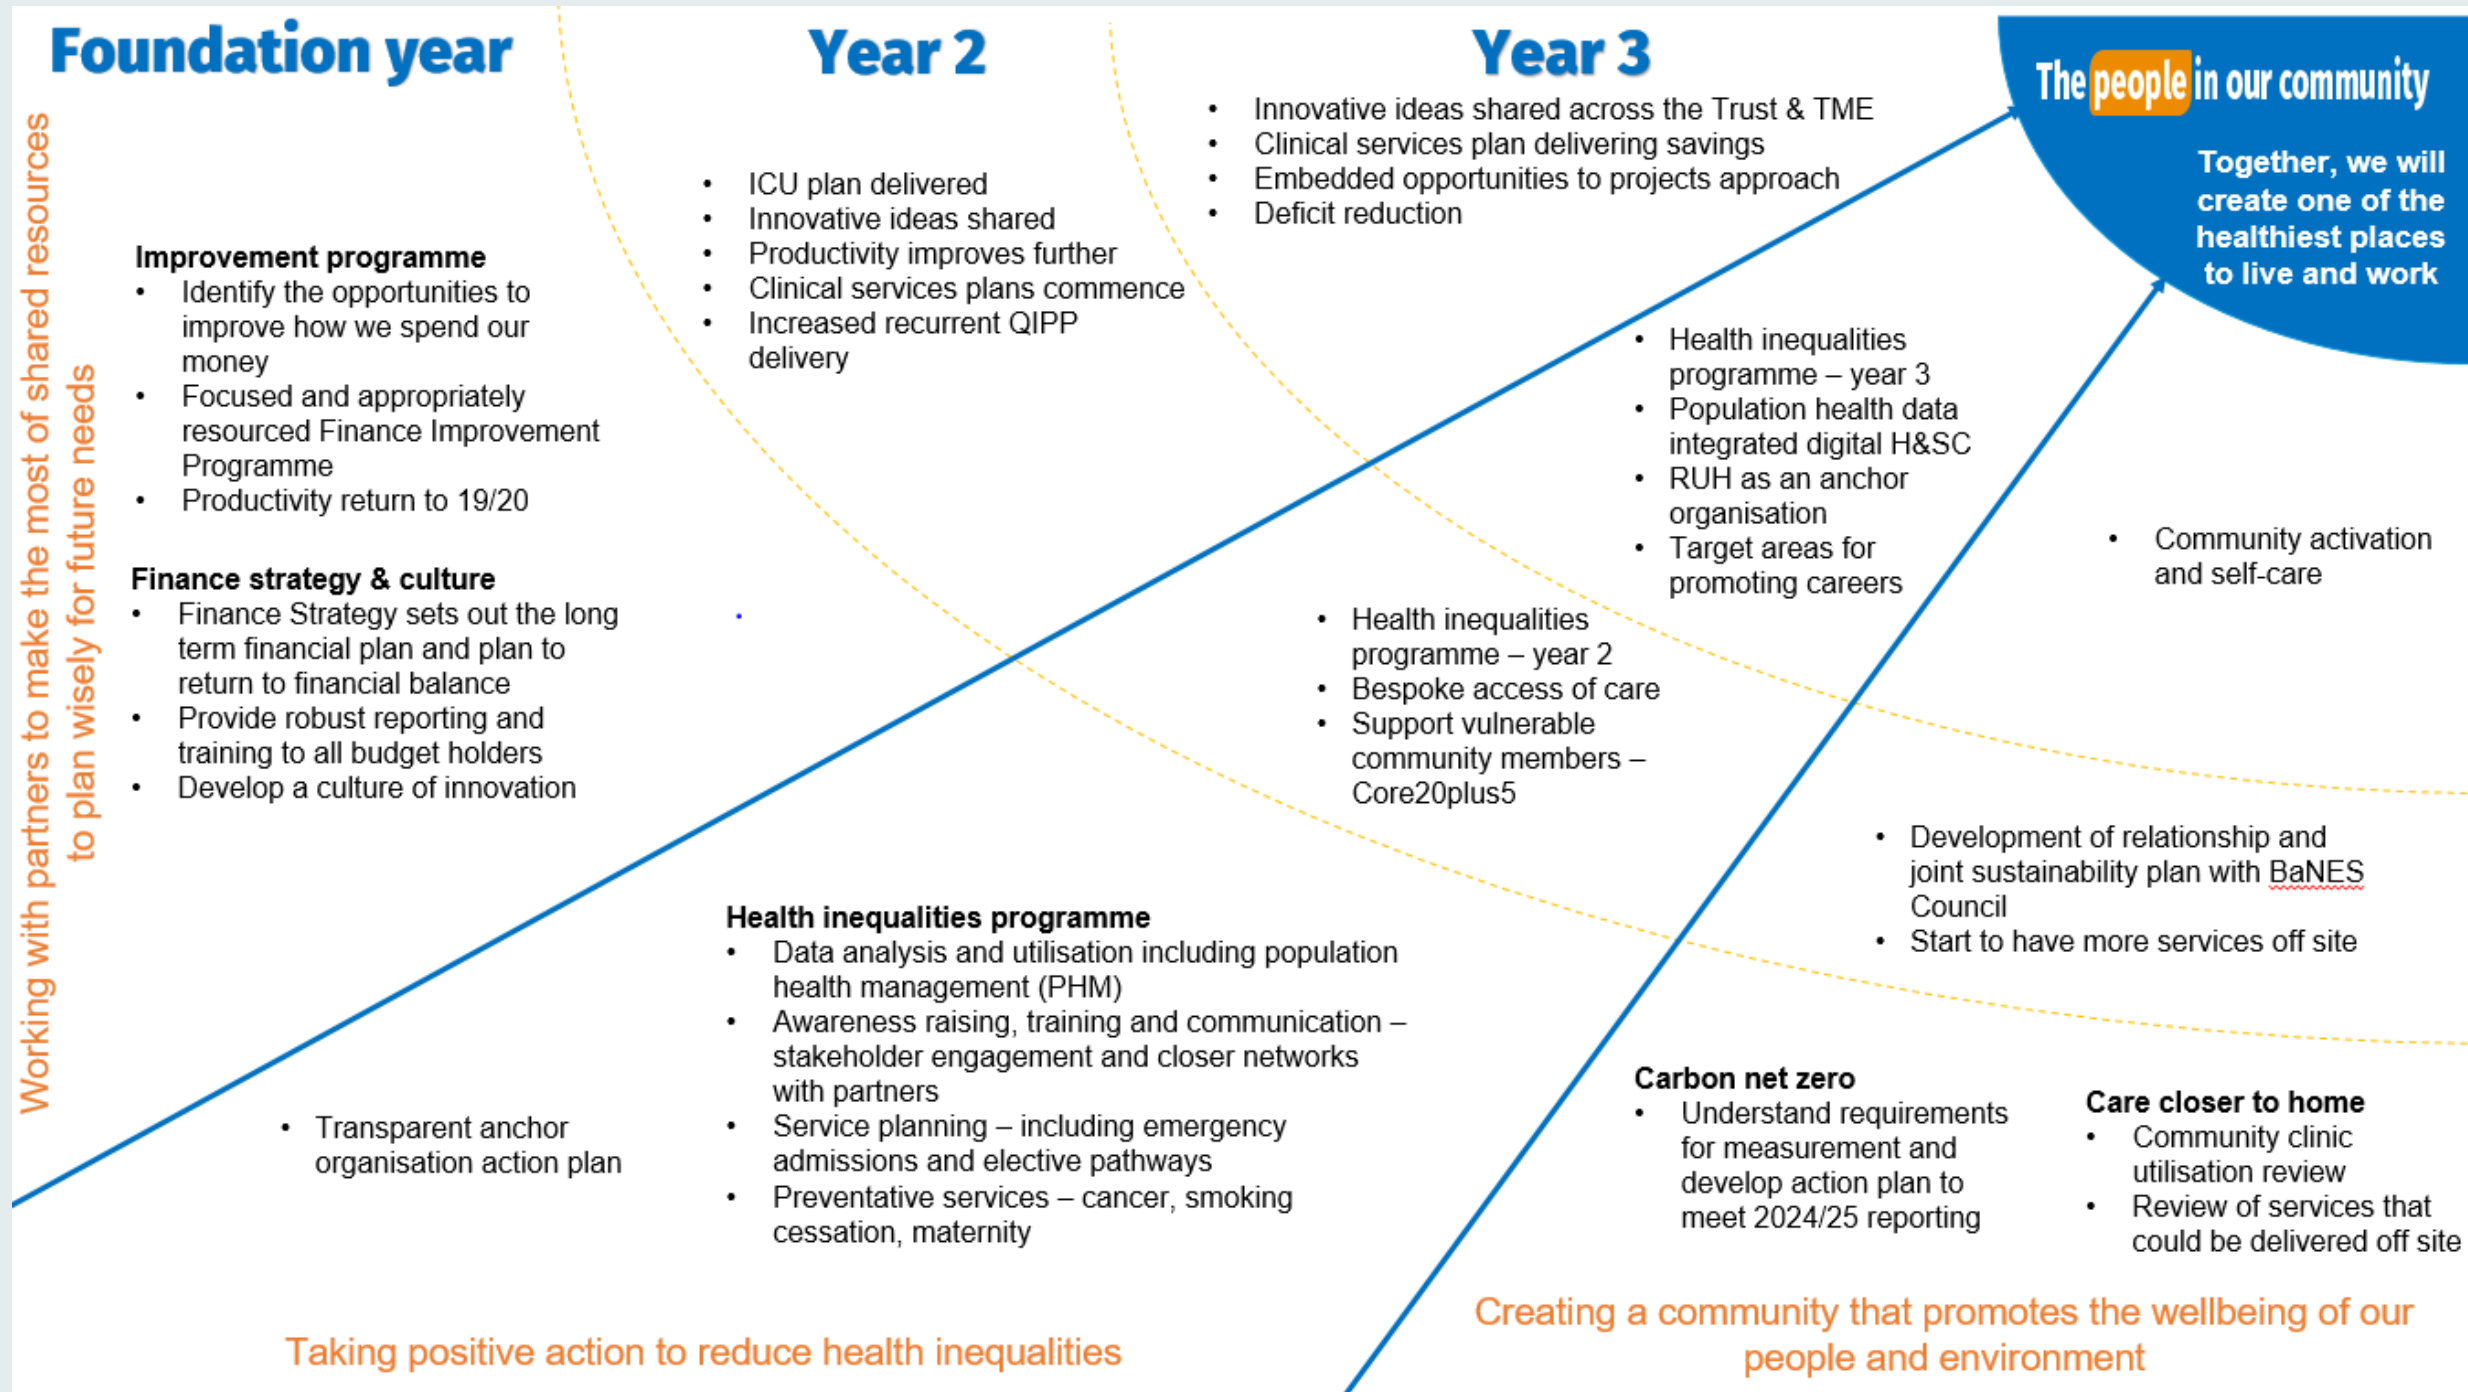 Foundation year
Year 2
Year 3
The people in our community
Together, we will
create one of the
healthiest places
to live and work
Working with partners to make the most of shared resources
to plan wisely for future needs
Improvement programme
• Identify the opportunities to
improve how we spend our
money
• Focused and appropriately
resourced Finance Improvement
Programme
• Productivity return to 19/20
Finance strategy & culture
• Finance Strategy sets out the long
term financial plan and plan to
return to financial balance
• Provide robust reporting and
training to all budget holders
• Develop a culture of innovation
• ICU plan delivered
• Innovative ideas shared
• Productivity improves further
• Clinical services plans commence
• Increased recurrent QIPP
delivery
• Innovative ideas shared across the Trust & TME
• Clinical services plan delivering savings
• Embedded opportunities to projects approach
• Deficit reduction
• Transparent anchor
organisation action plan
Health inequalities programme
• Data analysis and utilisation including population
health management (PHM)
• Awareness raising, training and communication –
stakeholder engagement and closer networks
with partners
• Service planning – including emergency
admissions and elective pathways
• Preventative services – cancer, smoking
cessation, maternity
• Health inequalities
programme – year 2
• Bespoke access of care
• Support vulnerable
community members –
Core20plus5
• Health inequalities
programme – year 3
• Population health data
integrated digital H&SC
• RUH as an anchor
organisation
• Target areas for
promoting careers
Taking positive action to reduce health inequalities
• Community activation
and self-care
• Development of relationship and
joint sustainability plan with BaNES
Council
• Start to have more services off site
Carbon net zero
• Understand requirements
for measurement and
develop action plan to
meet 2024/25 reporting
Care closer to home
• Community clinic
utilisation review
• Review of services that
could be delivered off site
Creating a community that promotes the wellbeing of our
people and environment